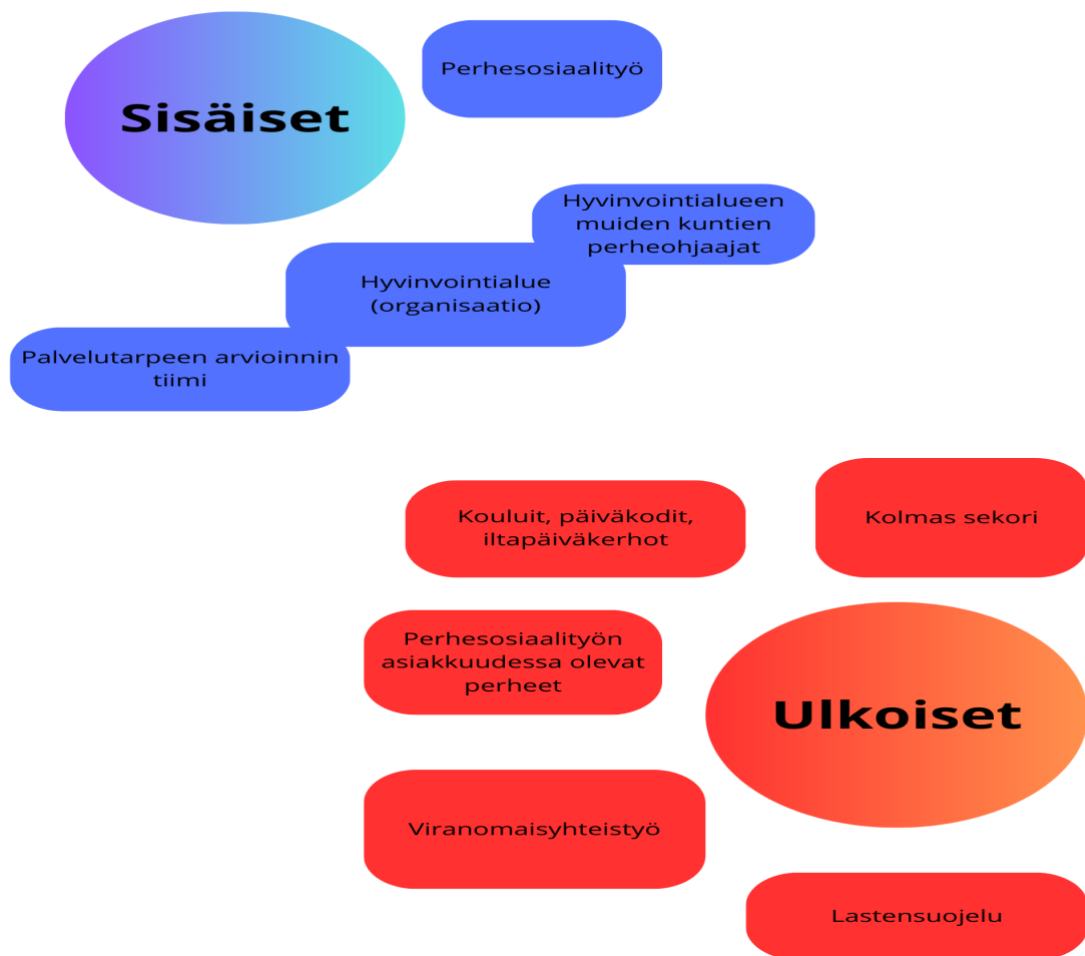 Sisäiset
Perhesosiaalityö
Hyvinvointialueen
muiden kuntien
perheohjaajat
Hyvinvointialue
(organisaatio)
Palvelutarpeen arvioinnin
tiimi
Kouluit, päiväkodit,
iltapäiväkerhot
Kolmas sekori
Perhesosiaalityön
asiakkuudessa olevat
perheet
Ulkoiset
Viranomaisyhteistyö
Lastensuojelu